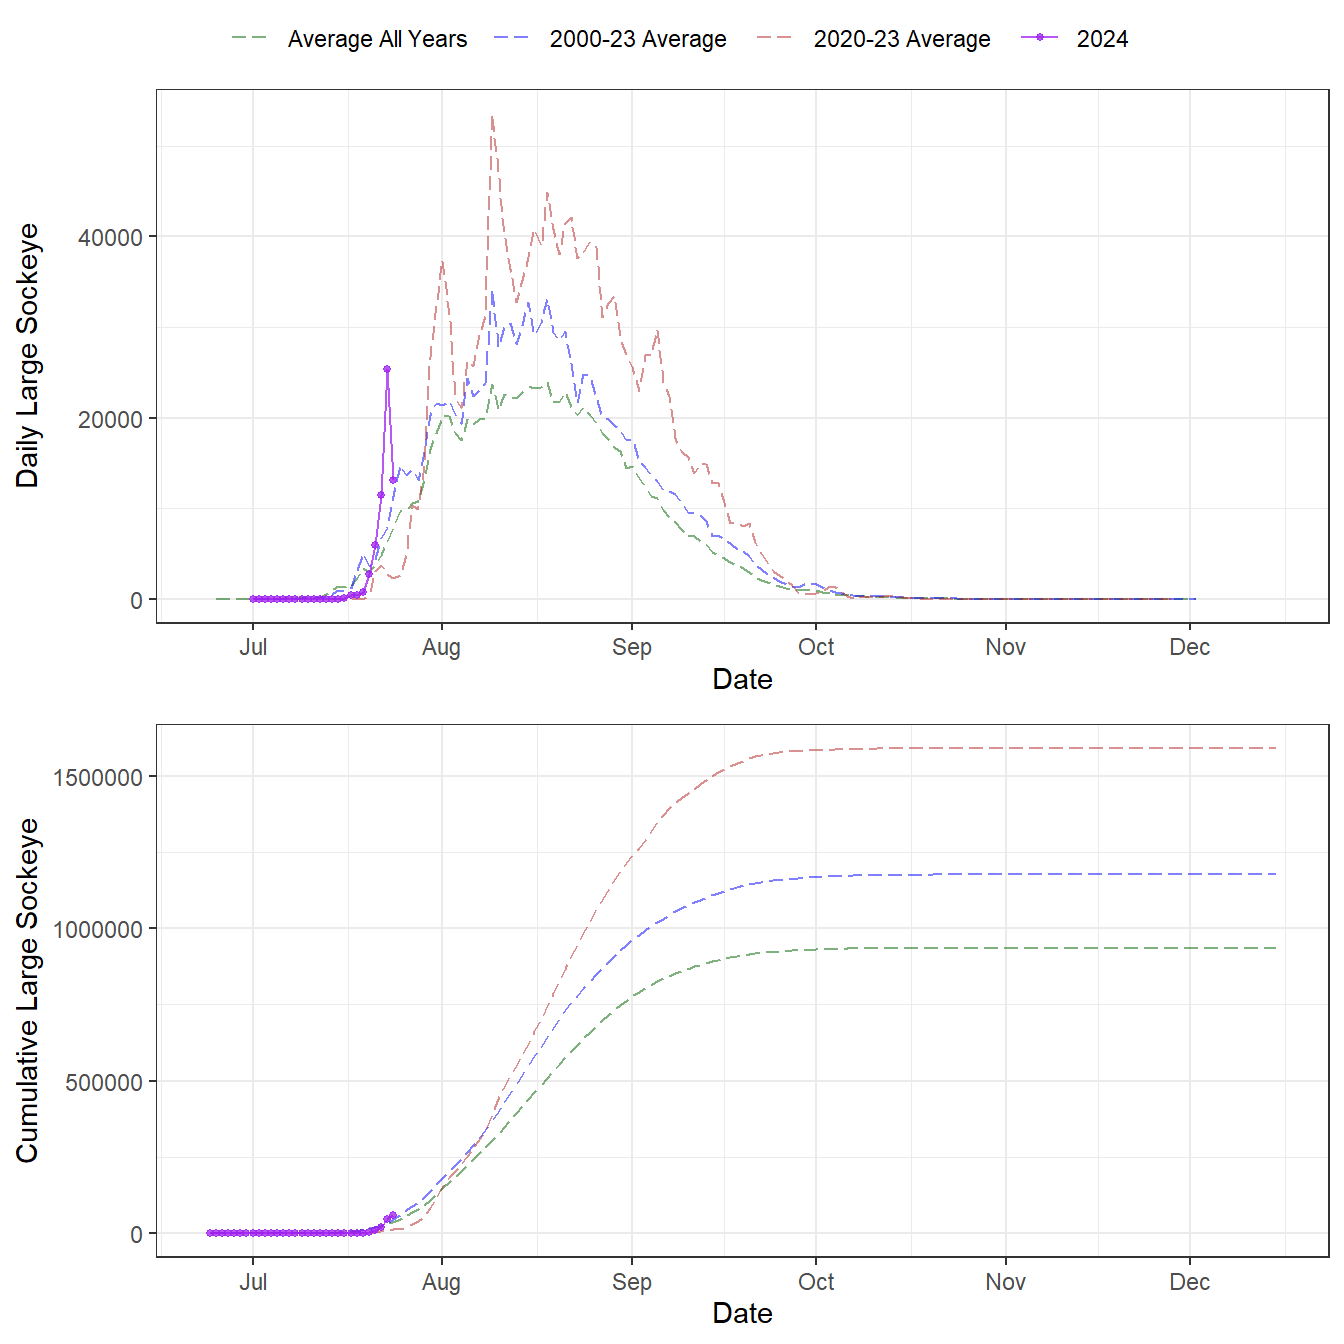 Average All Years 2000-23 Average 2020-23 Average 2024
Daily Large Sockeye
40000
20000
0
Jul Aug Sep Oct Nov Dec
Date
Cumulative Large Sockeye
1500000
1000000
500000
0
Jul Aug Sep Oct Nov Dec
Date